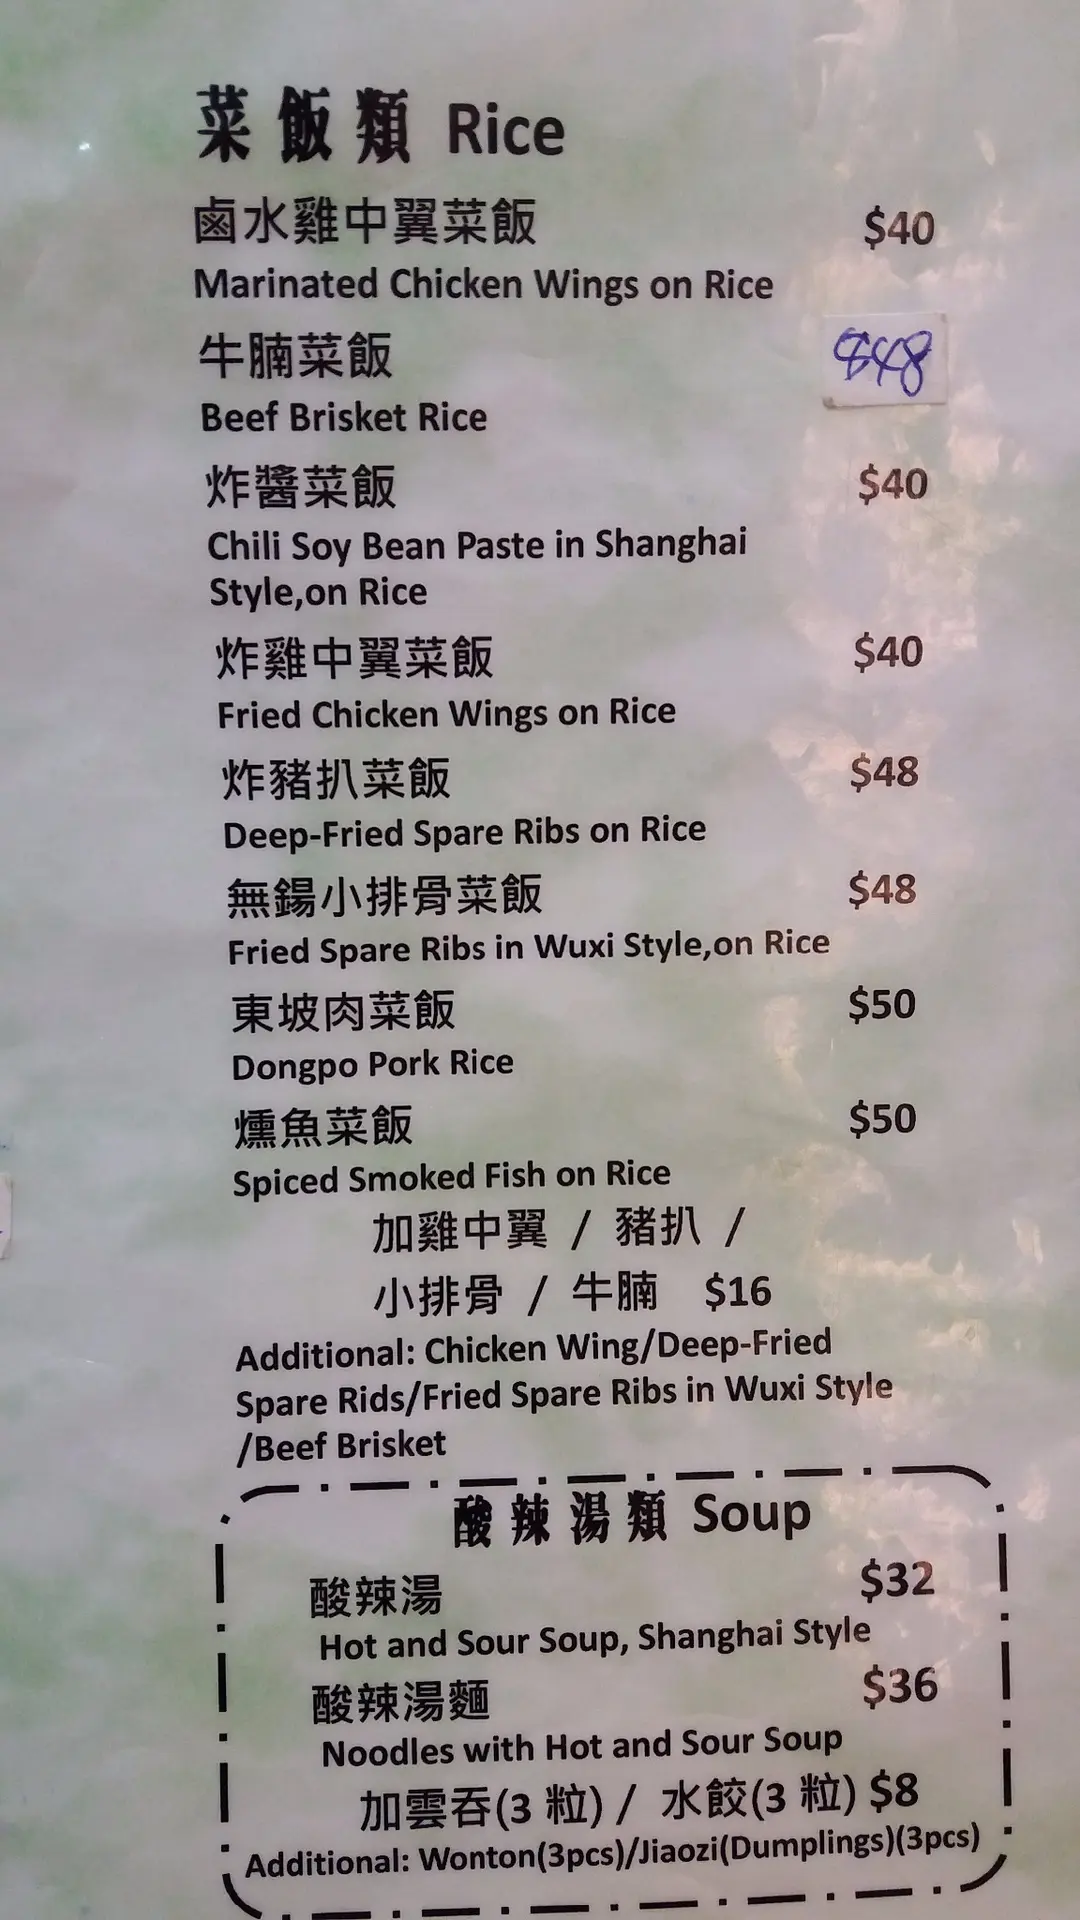 菜飯類 Rice
鹵水雞中翼菜飯 $40
Marinated Chicken Wings on Rice
牛腩菜飯 $48
Beef Brisket Rice
炸醬菜飯 $40
Chili Soy Bean Paste in Shanghai
Style,on Rice
炸雞中翼菜飯 $40
Fried Chicken Wings on Rice
炸豬扒菜飯 $48
Deep-Fried Spare Ribs on Rice
無鍚小排骨菜飯 $48
Fried Spare Ribs in Wuxi Style,on Rice
東坡肉菜飯 $50
Dongpo Pork Rice
燻魚菜飯 $50
Spiced Smoked Fish on Rice
加雞中翼 / 豬扒 /
小排骨 / 牛腩 $16
Additional: Chicken Wing/Deep-Fried
Spare Rids/Fried Spare Ribs in Wuxi Style
/Beef Brisket
酸辣湯類 Soup
酸辣湯 $32
Hot and Sour Soup, Shanghai Style
酸辣湯麵 $36
Noodles with Hot and Sour Soup
加雲吞(3 粒) / 水餃(3 粒) $8
Additional: Wonton(3pcs)/Jiaozi(Dumplings)(3pcs)